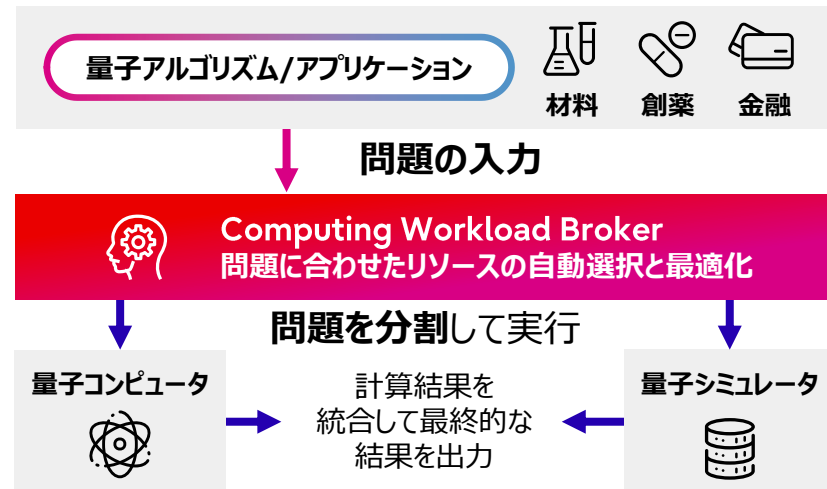 量子アルゴリズム/アプリケーション
材料
創薬
金融
問題の入力
Computing Workload Broker
問題に合わせたリソースの自動選択と最適化
問題を分割して実行
量子コンピュータ
計算結果を
統合して最終的な
結果を出力
量子シミュレータ